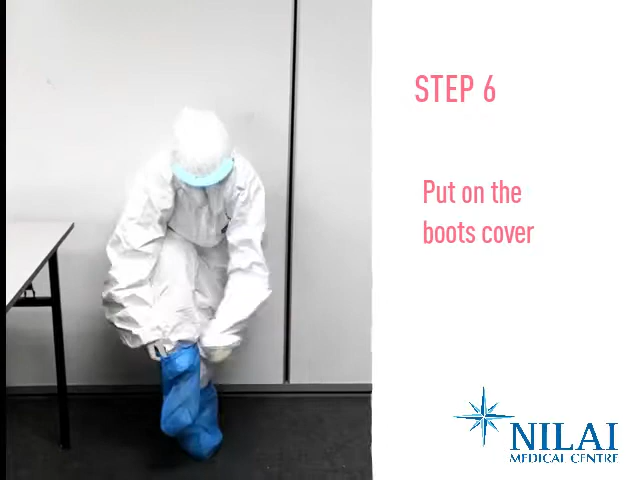 STEP 6
Put on the
boots cover
NILAI
MEDICAL CENTRE